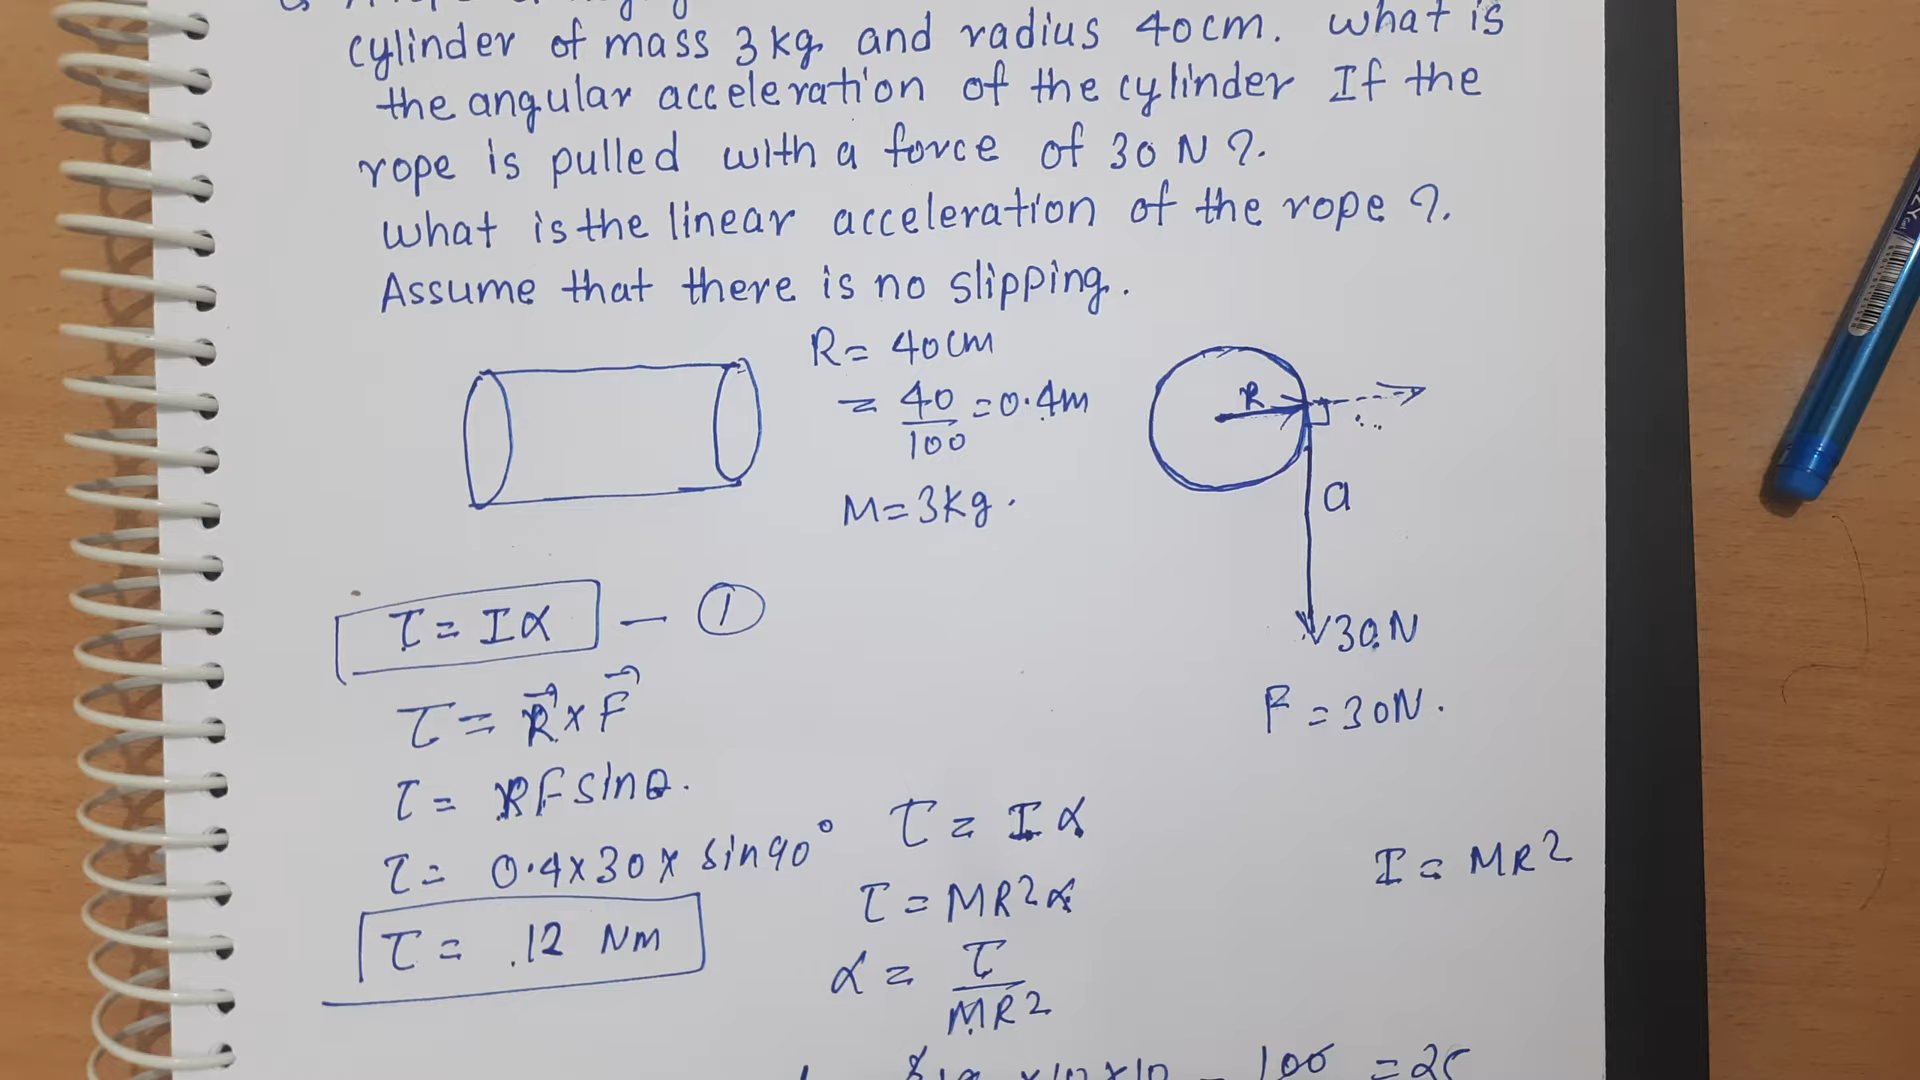 cylinder of mass 3kg and radius 40cm. What is
the angular acceleration of the cylinder If the
rope is pulled with a force of 30 N ?.
what is the linear acceleration of the rope ?.
Assume that there is no slipping.
R = 40cm
= 40/100 = 0.4m
M = 3kg.
R
a
30N
F = 30N.
τ = Iα — ①
τ = R⃗ × F⃗
τ = RF sinθ.
τ = 0.4 × 30 × sin90°
τ = .12 Nm
τ = Iα
τ = MR2α
α = τ/MR2
I = MR2